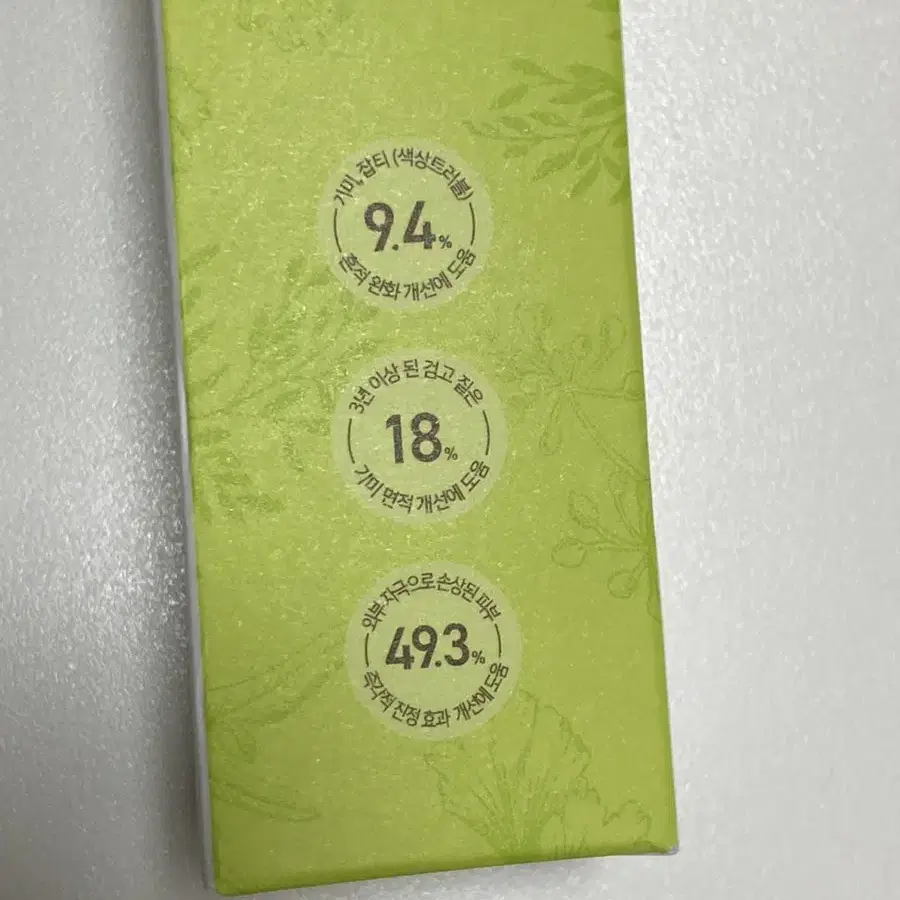 기미, 잡티 (색상트러블)
9.4%
흔적 완화 개선에 도움
3년 이상 된 검고 짙은
18%
기미 면적 개선에 도움
외부 자극으로 손상된 피부
49.3%
즉각적 진정 효과 개선에 도움